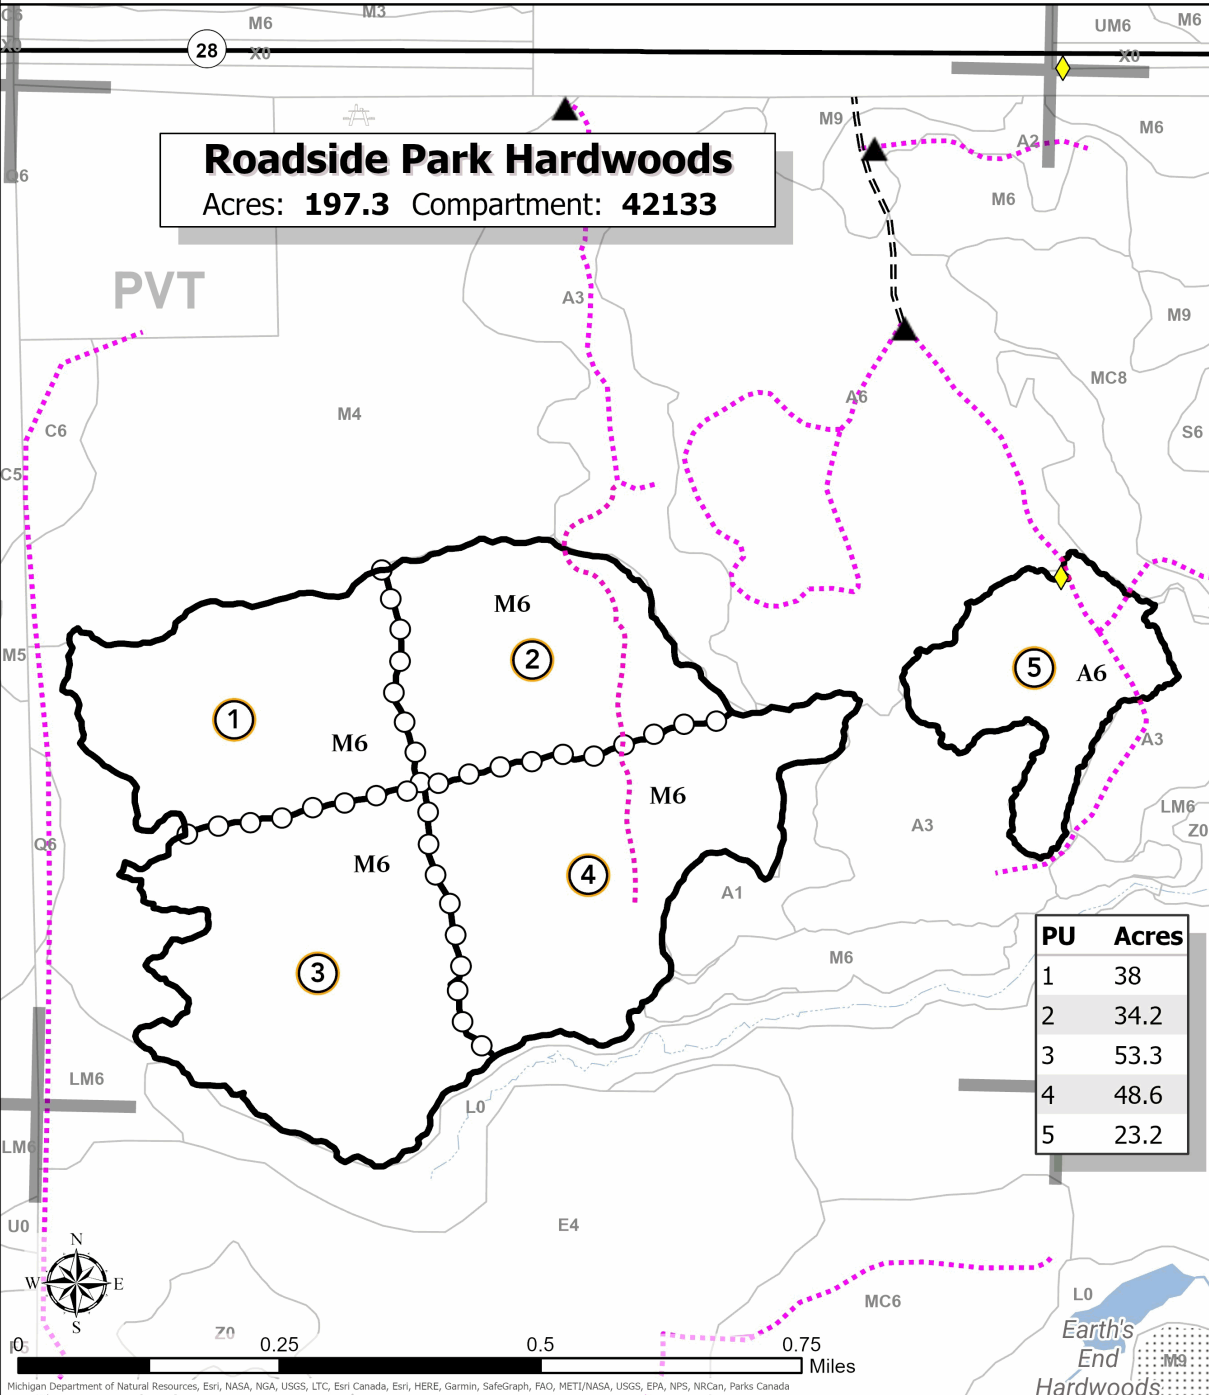 C6
M6
M3
UM6
M6
X0
28
X0
X0
M9
A2
M6
Roadside Park Hardwoods
Acres: 197.3 Compartment: 42133
Q6
M6
PVT
A3
M9
MC8
M4
A6
C6
S6
C5
M6
2
M5
5
A6
1
M6
A3
M6
LM6
A3
Z0
Q6
M6
4
A1
3
M6
PU Acres
1 38
2 34.2
3 53.3
4 48.6
5 23.2
LM6
L0
LM6
U0
E4
N
W E
S
L0
MC6
Z0
Earth's
End
Hardwoods
M9
0 0.25 0.5 0.75
Miles
Michigan Department of Natural Resources, Esri, NASA, NGA, USGS, LTC, Esri Canada, Esri, HERE, Garmin, SafeGraph, FAO, METI/NASA, USGS, EPA, NPS, NRCan, Parks Canada